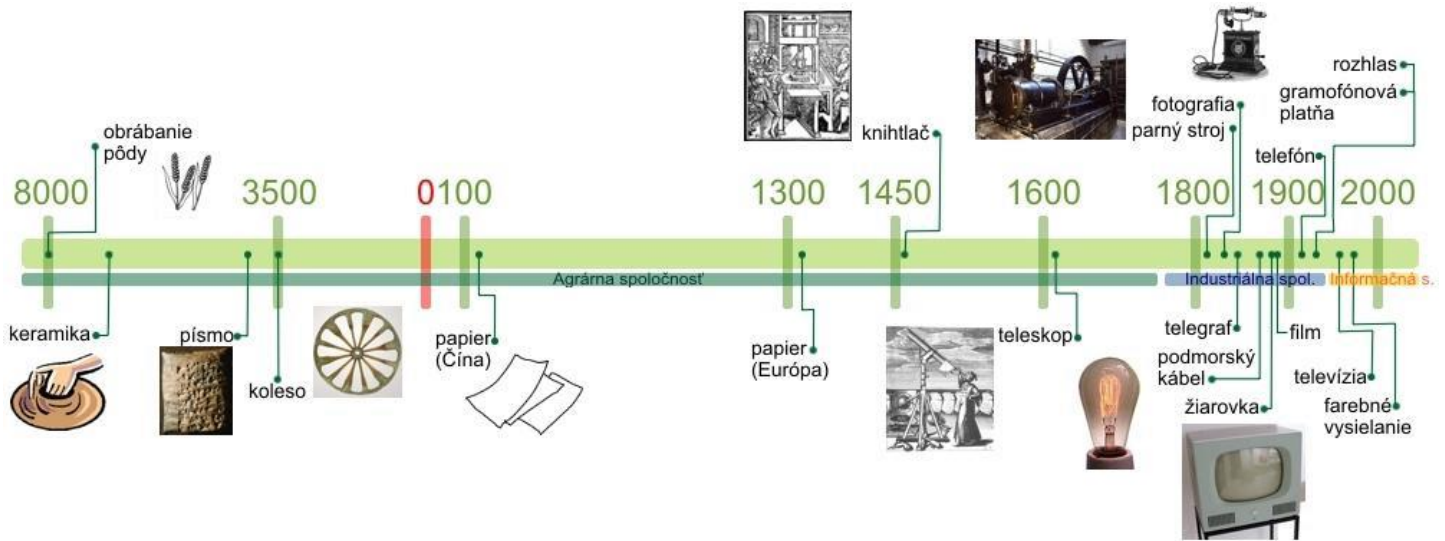 rozhlas
gramofónová
platňa
fotografia
parný stroj
knihtlač
obrábanie
pôdy
telefón
8000
3500
0
100
1300
1450
1600
1800
1900
2000
Agrárna spoločnosť
Industriálna spol.
Informačná s.
keramika
písmo
koleso
papier
(Čína)
papier
(Európa)
teleskop
telegraf
film
podmorský
kábel
televízia
žiarovka
farebné
vysielanie